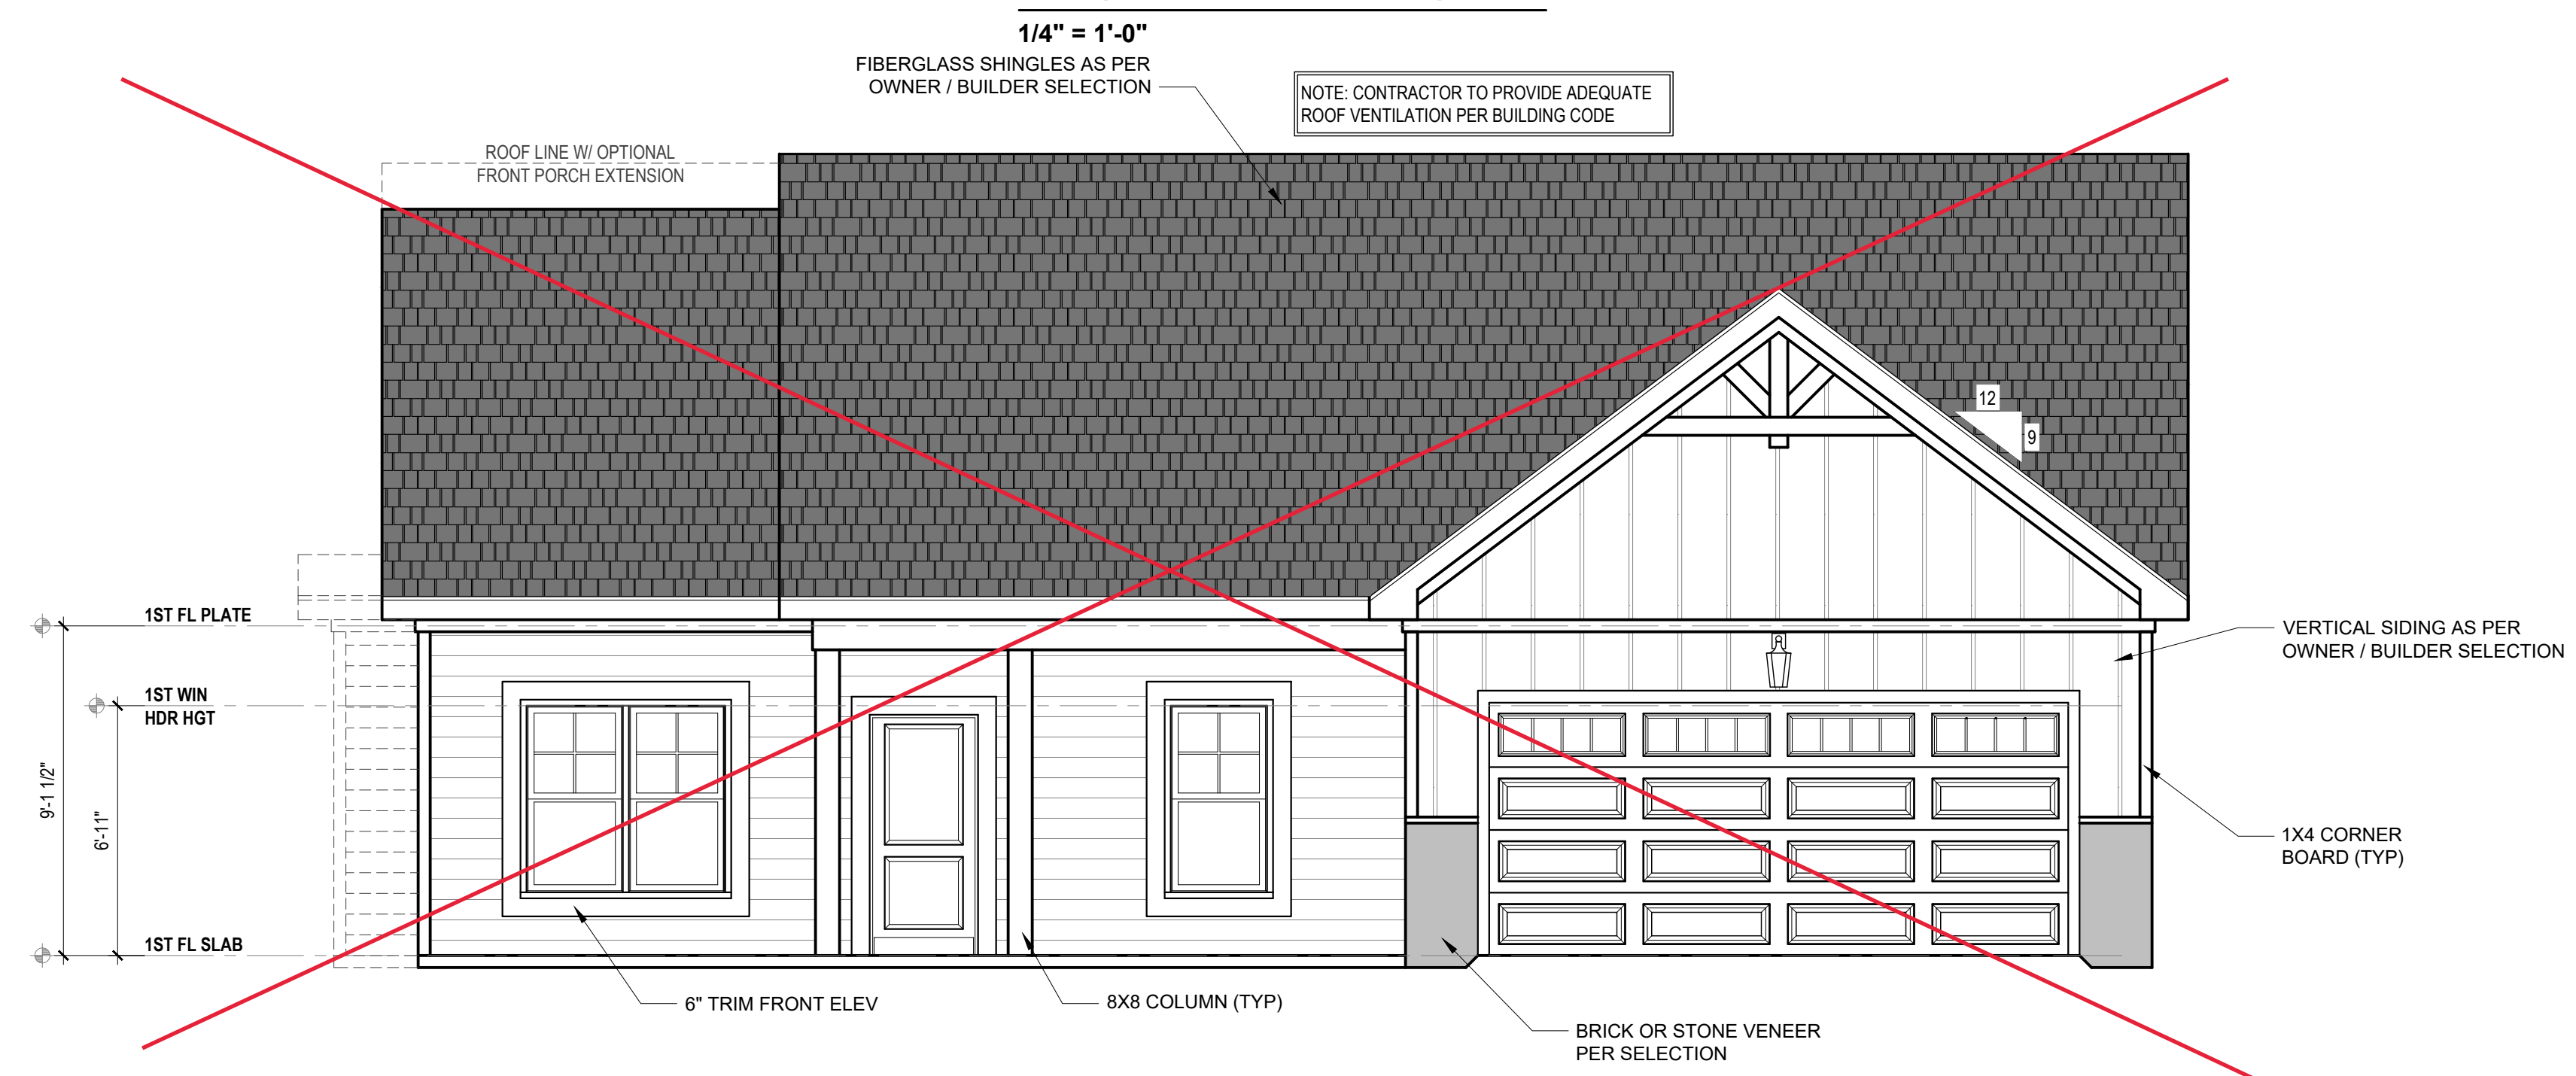 1/4" = 1'-0"
FIBERGLASS SHINGLES AS PER
OWNER / BUILDER SELECTION
NOTE: CONTRACTOR TO PROVIDE ADEQUATE
ROOF VENTILATION PER BUILDING CODE
ROOF LINE W/ OPTIONAL
FRONT PORCH EXTENSION
12
9
1ST FL PLATE
VERTICAL SIDING AS PER
OWNER / BUILDER SELECTION
1ST WIN
HDR HGT
9'-1 1/2"
6'-11"
1X4 CORNER
BOARD (TYP)
1ST FL SLAB
6" TRIM FRONT ELEV
8X8 COLUMN (TYP)
BRICK OR STONE VENEER
PER SELECTION